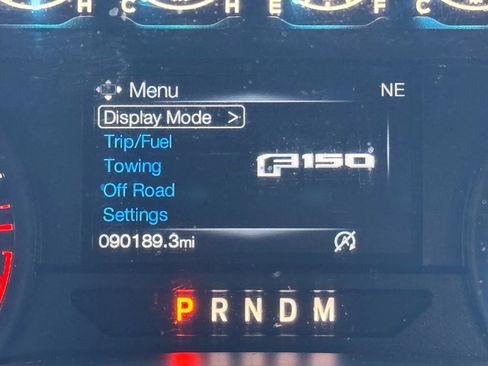 H C H E F C
Menu NE
Display Mode >
Trip/Fuel
Towing
F150
Off Road
Settings
090189.3mi
P R N D M